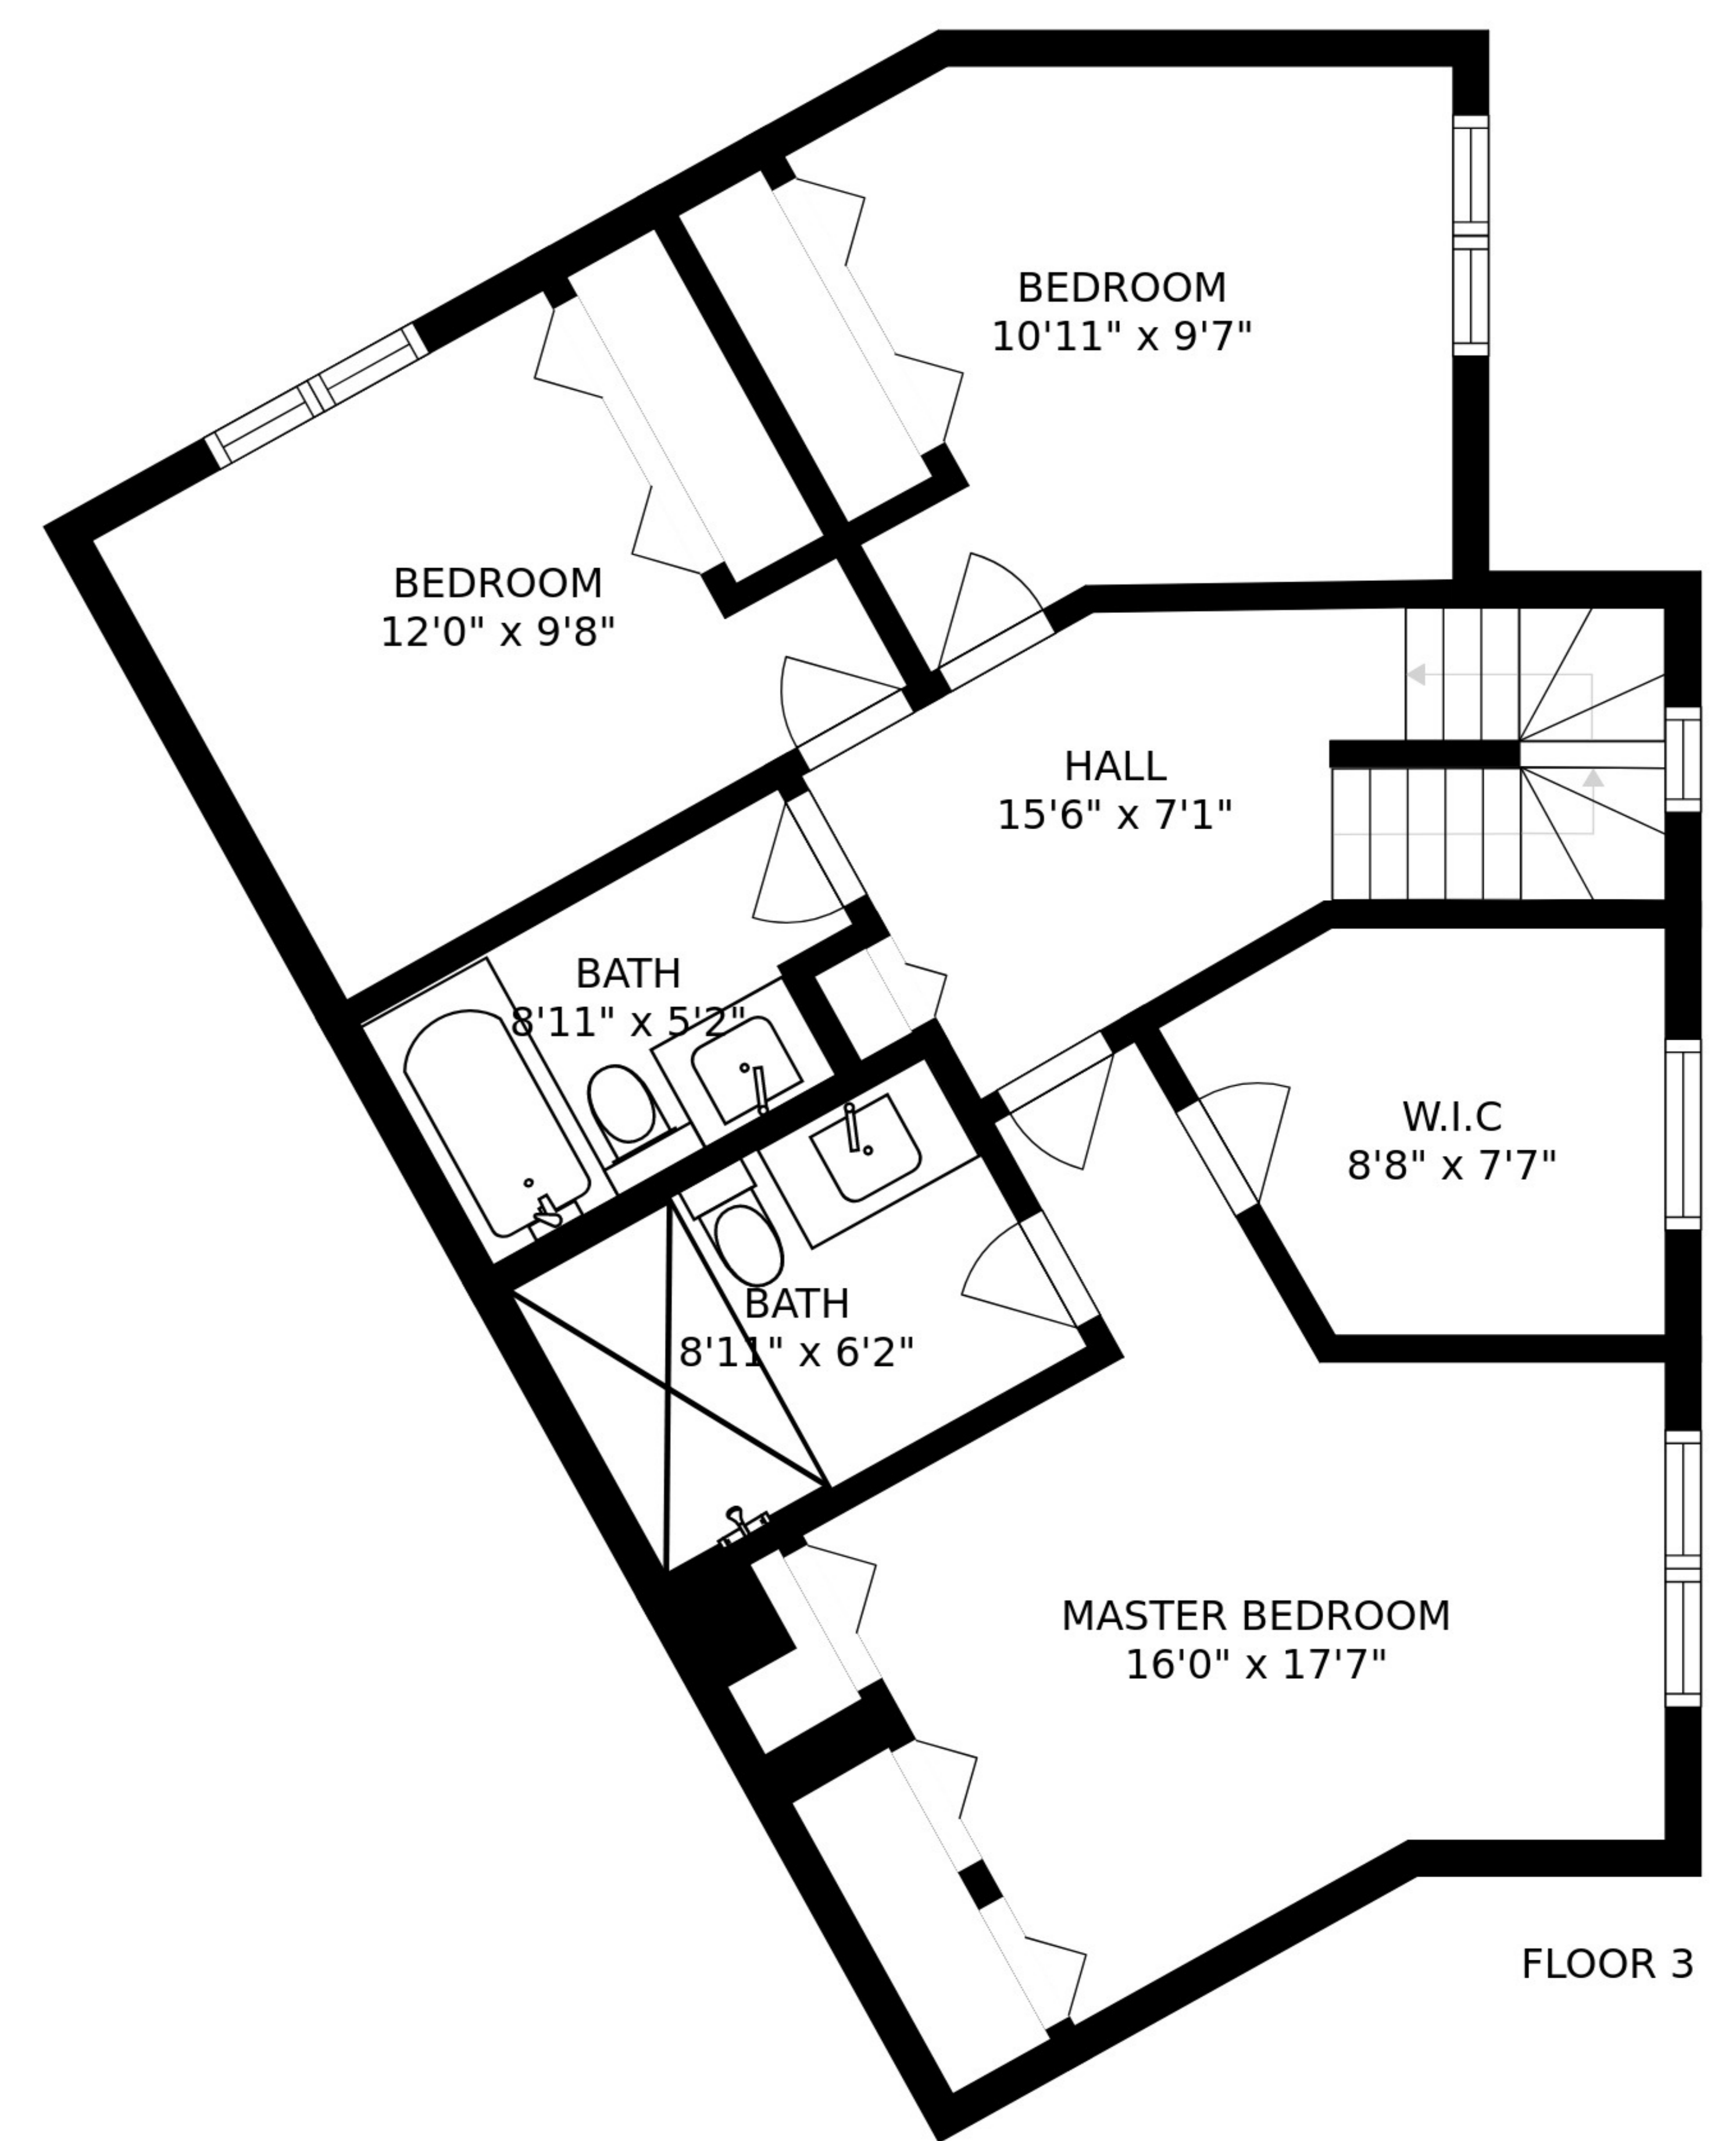 BEDROOM
10'11" x 9'7"
BEDROOM
12'0" x 9'8"
HALL
15'6" x 7'1"
BATH
8'11" x 5'2"
W.I.C
8'8" x 7'7"
BATH
8'11" x 6'2"
MASTER BEDROOM
16'0" x 17'7"
FLOOR 3